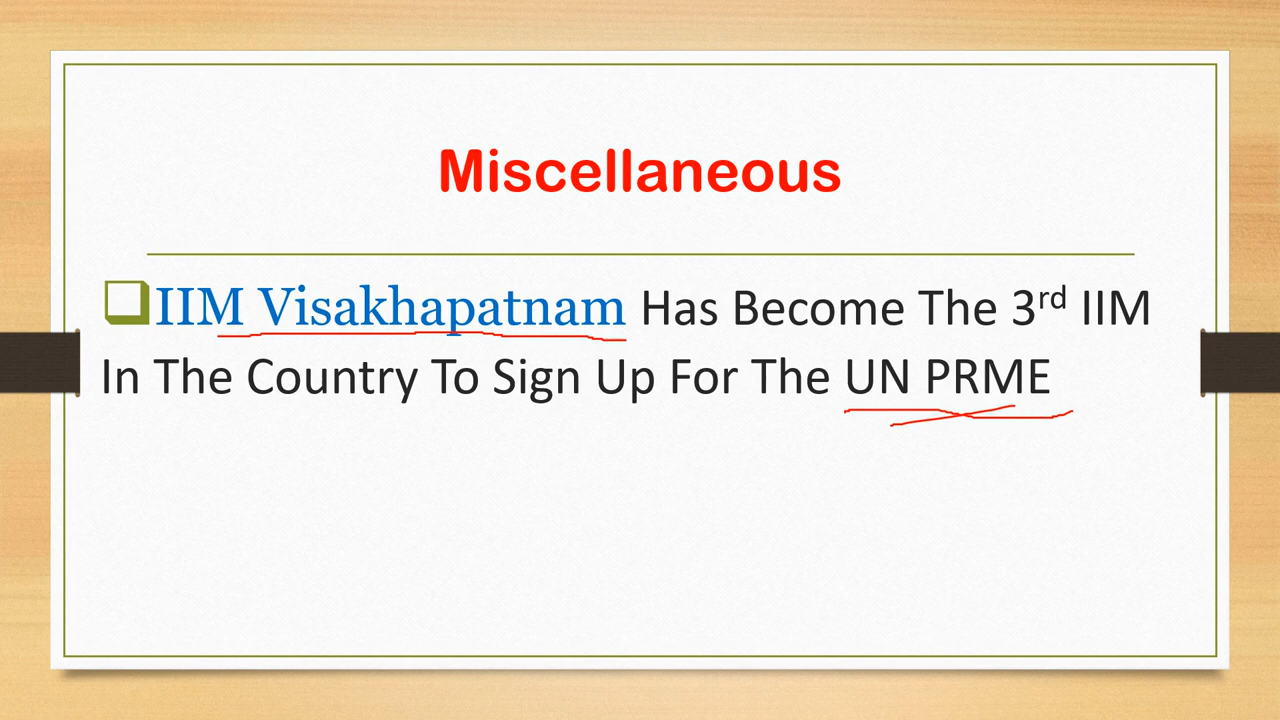 Miscellaneous
IIM Visakhapatnam Has Become The 3rd IIM
In The Country To Sign Up For The UN PRME